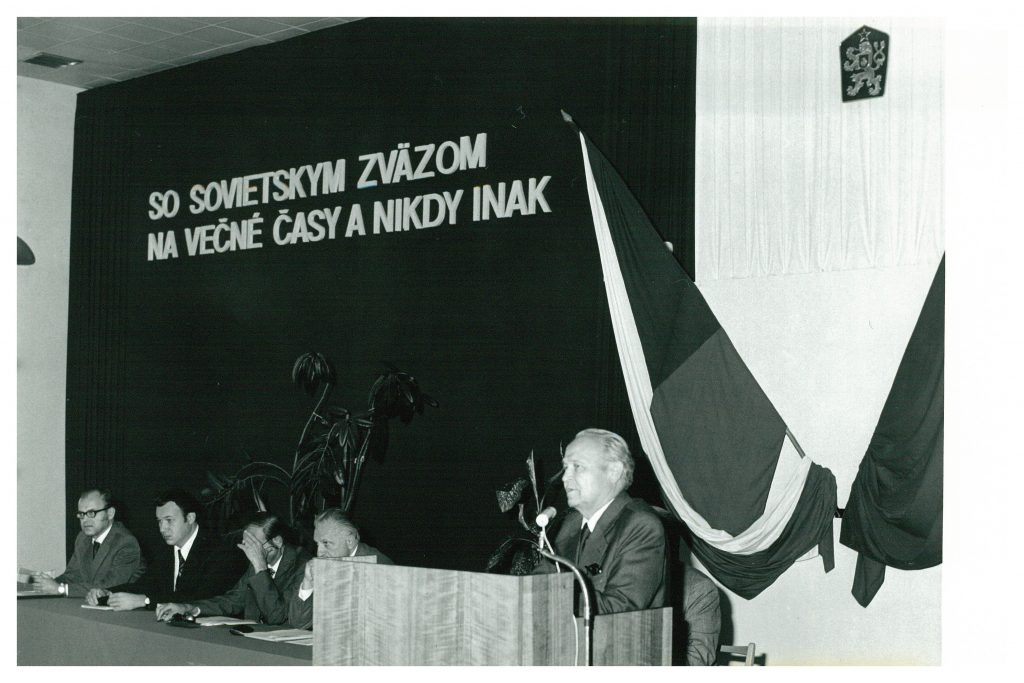 SO SOVIETSKYM ZVÄZOM
NA VEČNÉ ČASY A NIKDY INAK